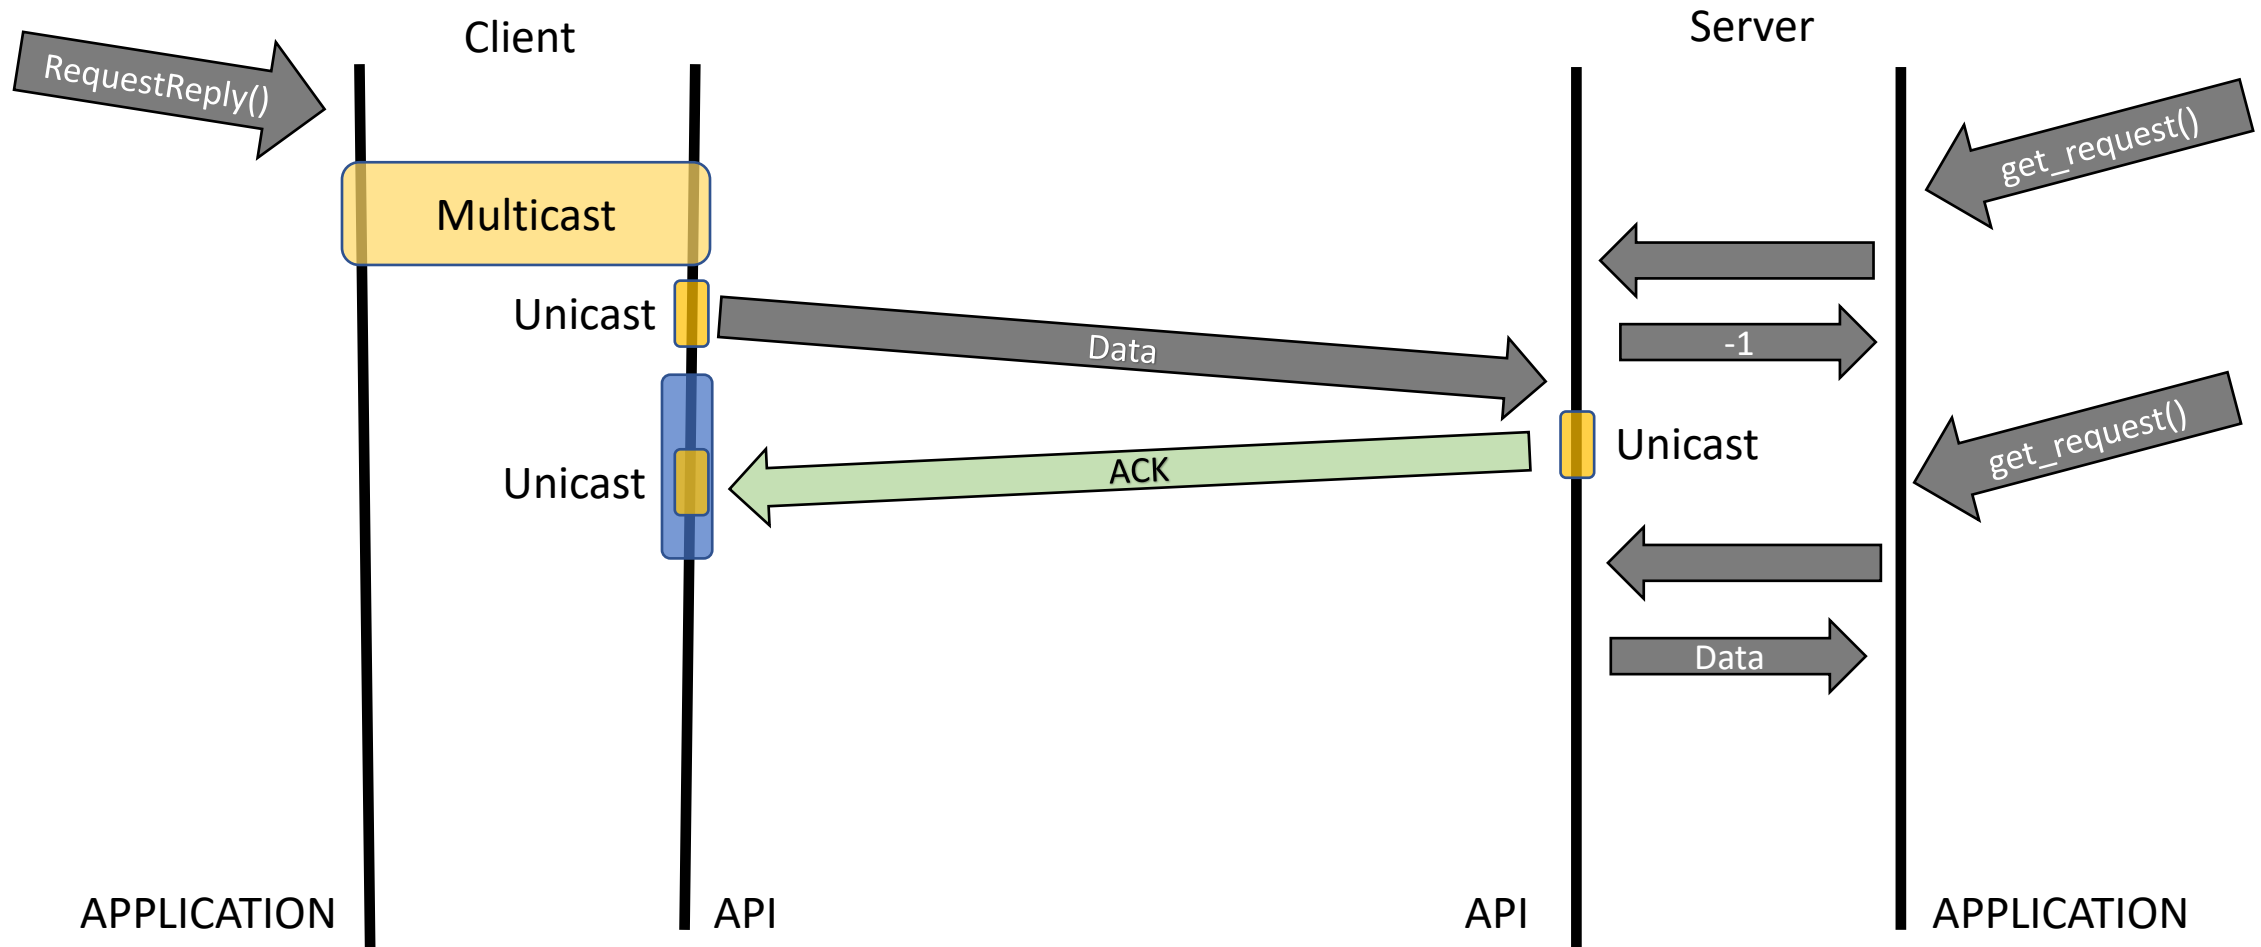 Client
Server
RequestReply()
get_request()
Multicast
Unicast
Data
-1
Unicast
get_request()
ACK
Unicast
Data
APPLICATION
API
API
APPLICATION